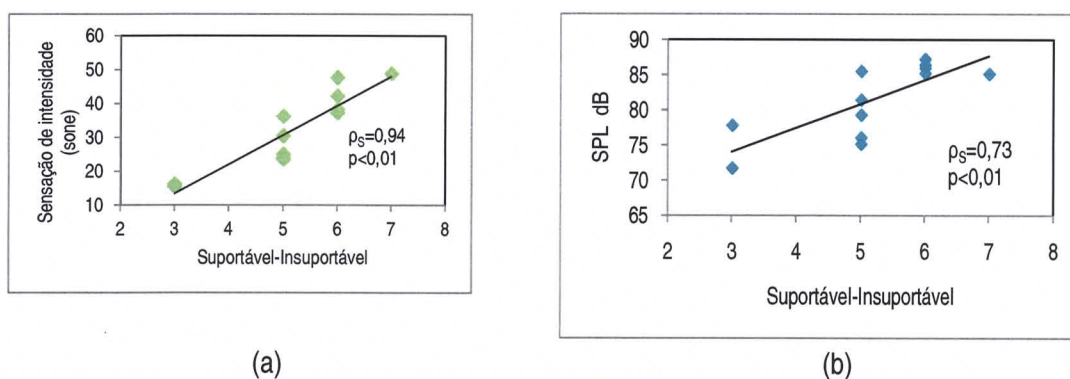 Sensação de intensidade
(sone)
60
50
40
30
20
10
2 3 4 5 6 7 8
Suportável-Insuportável
ρS=0,94
p<0,01
(a)
SPL dB
90
85
80
75
70
65
2 3 4 5 6 7 8
Suportável-Insuportável
ρS=0,73
p<0,01
(b)